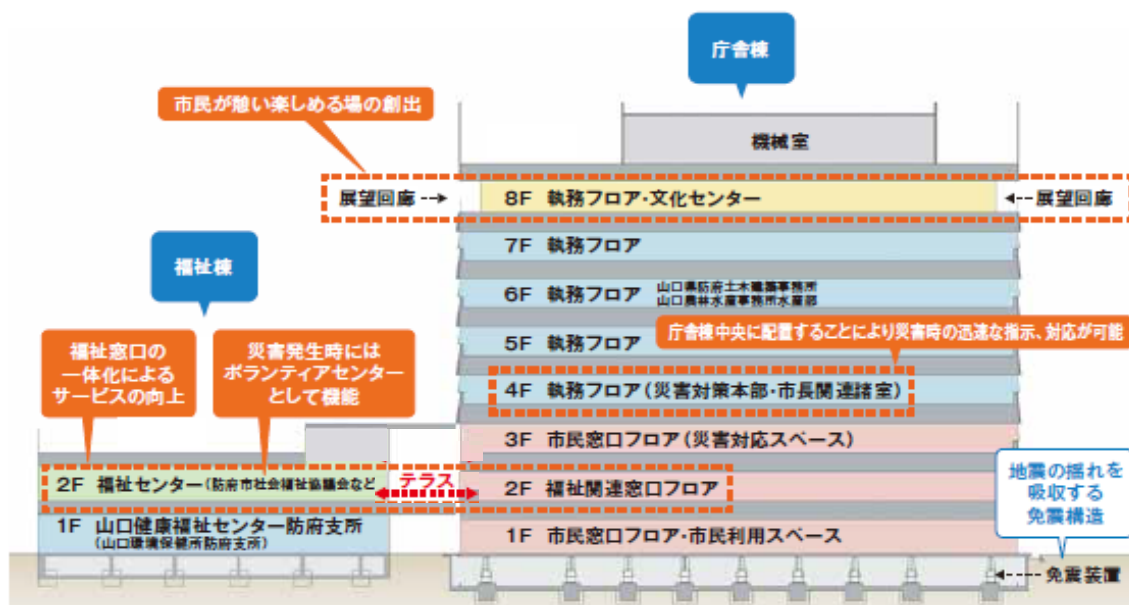 庁舎棟
市民が憩い楽しめる場の創出
機械室
展望回廊
8F 執務フロア・文化センター
展望回廊
7F 執務フロア
福祉棟
6F 執務フロア
山口県防府土木建築事務所
山口農林水産事務所水産部
庁舎棟中央に配置することにより災害時の迅速な指示、対応が可能
5F 執務フロア
福祉窓口の
一体化による
サービスの向上
災害発生時には
ボランティアセンター
として機能
4F 執務フロア(災害対策本部・市長関連諸室)
3F 市民窓口フロア(災害対応スペース)
2F 福祉センター(防府市社会福祉協議会など
テラス
2F 福祉関連窓口フロア
地震の揺れを
吸収する
免震構造
1F 山口健康福祉センター防府支所
(山口環境保健所防府支所)
1F 市民窓口フロア・市民利用スペース
免震装置